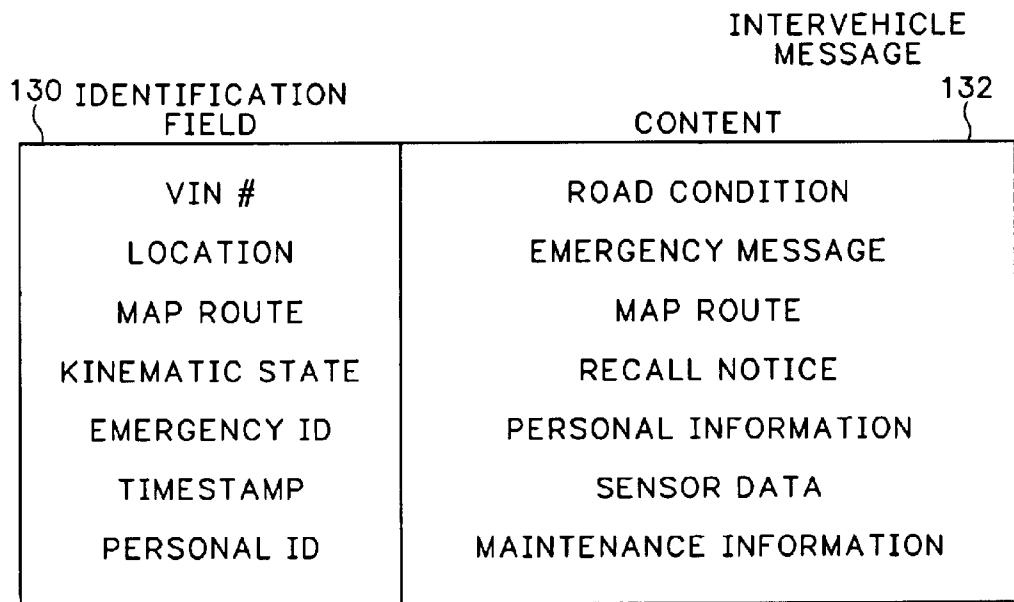 INTERVEHICLE
MESSAGE
130 IDENTIFICATION
FIELD
CONTENT
132
VIN # ROAD CONDITION
LOCATION EMERGENCY MESSAGE
MAP ROUTE MAP ROUTE
KINEMATIC STATE RECALL NOTICE
EMERGENCY ID PERSONAL INFORMATION
TIMESTAMP SENSOR DATA
PERSONAL ID MAINTENANCE INFORMATION